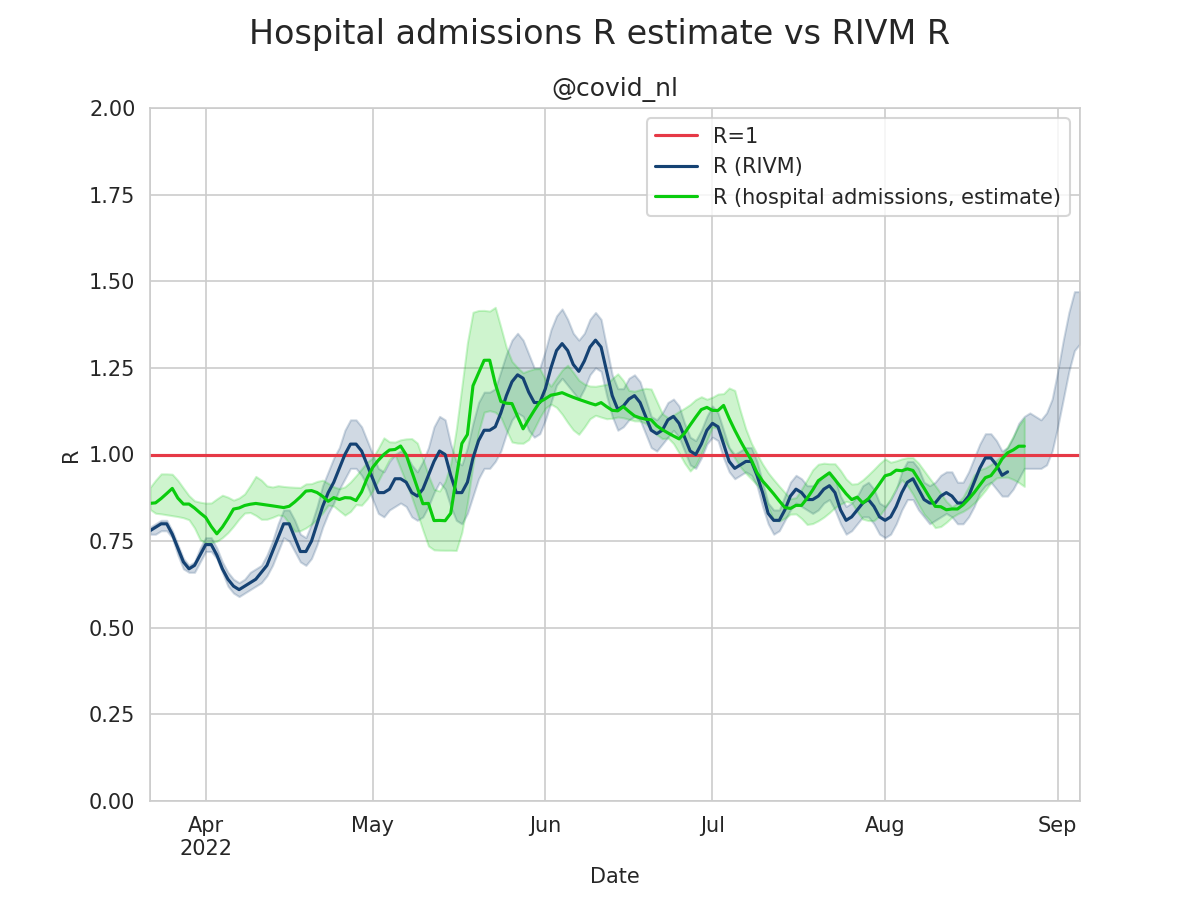 Hospital admissions R estimate vs RIVM R
@covid_nl
R=1
R (RIVM)
R (hospital admissions, estimate)
2.00
1.75
1.50
1.25
1.00
0.75
0.50
0.25
0.00
R
Apr May Jun Jul Aug Sep
2022
Date